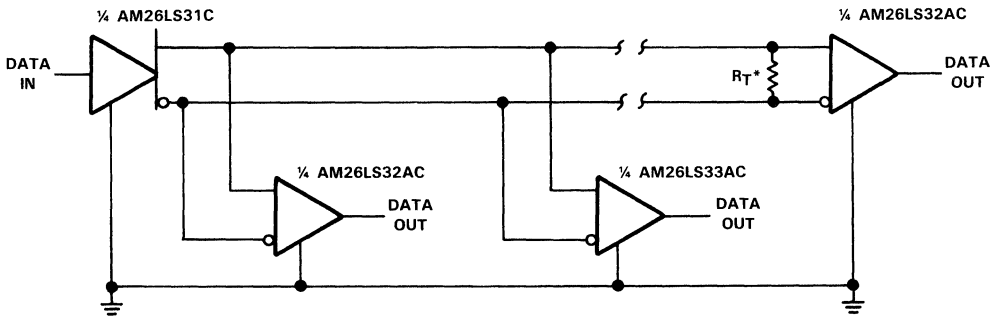 ¼ AM26LS31C
¼ AM26LS32AC
DATA
IN
R_T*
DATA
OUT
¼ AM26LS32AC
¼ AM26LS33AC
DATA
OUT
DATA
OUT